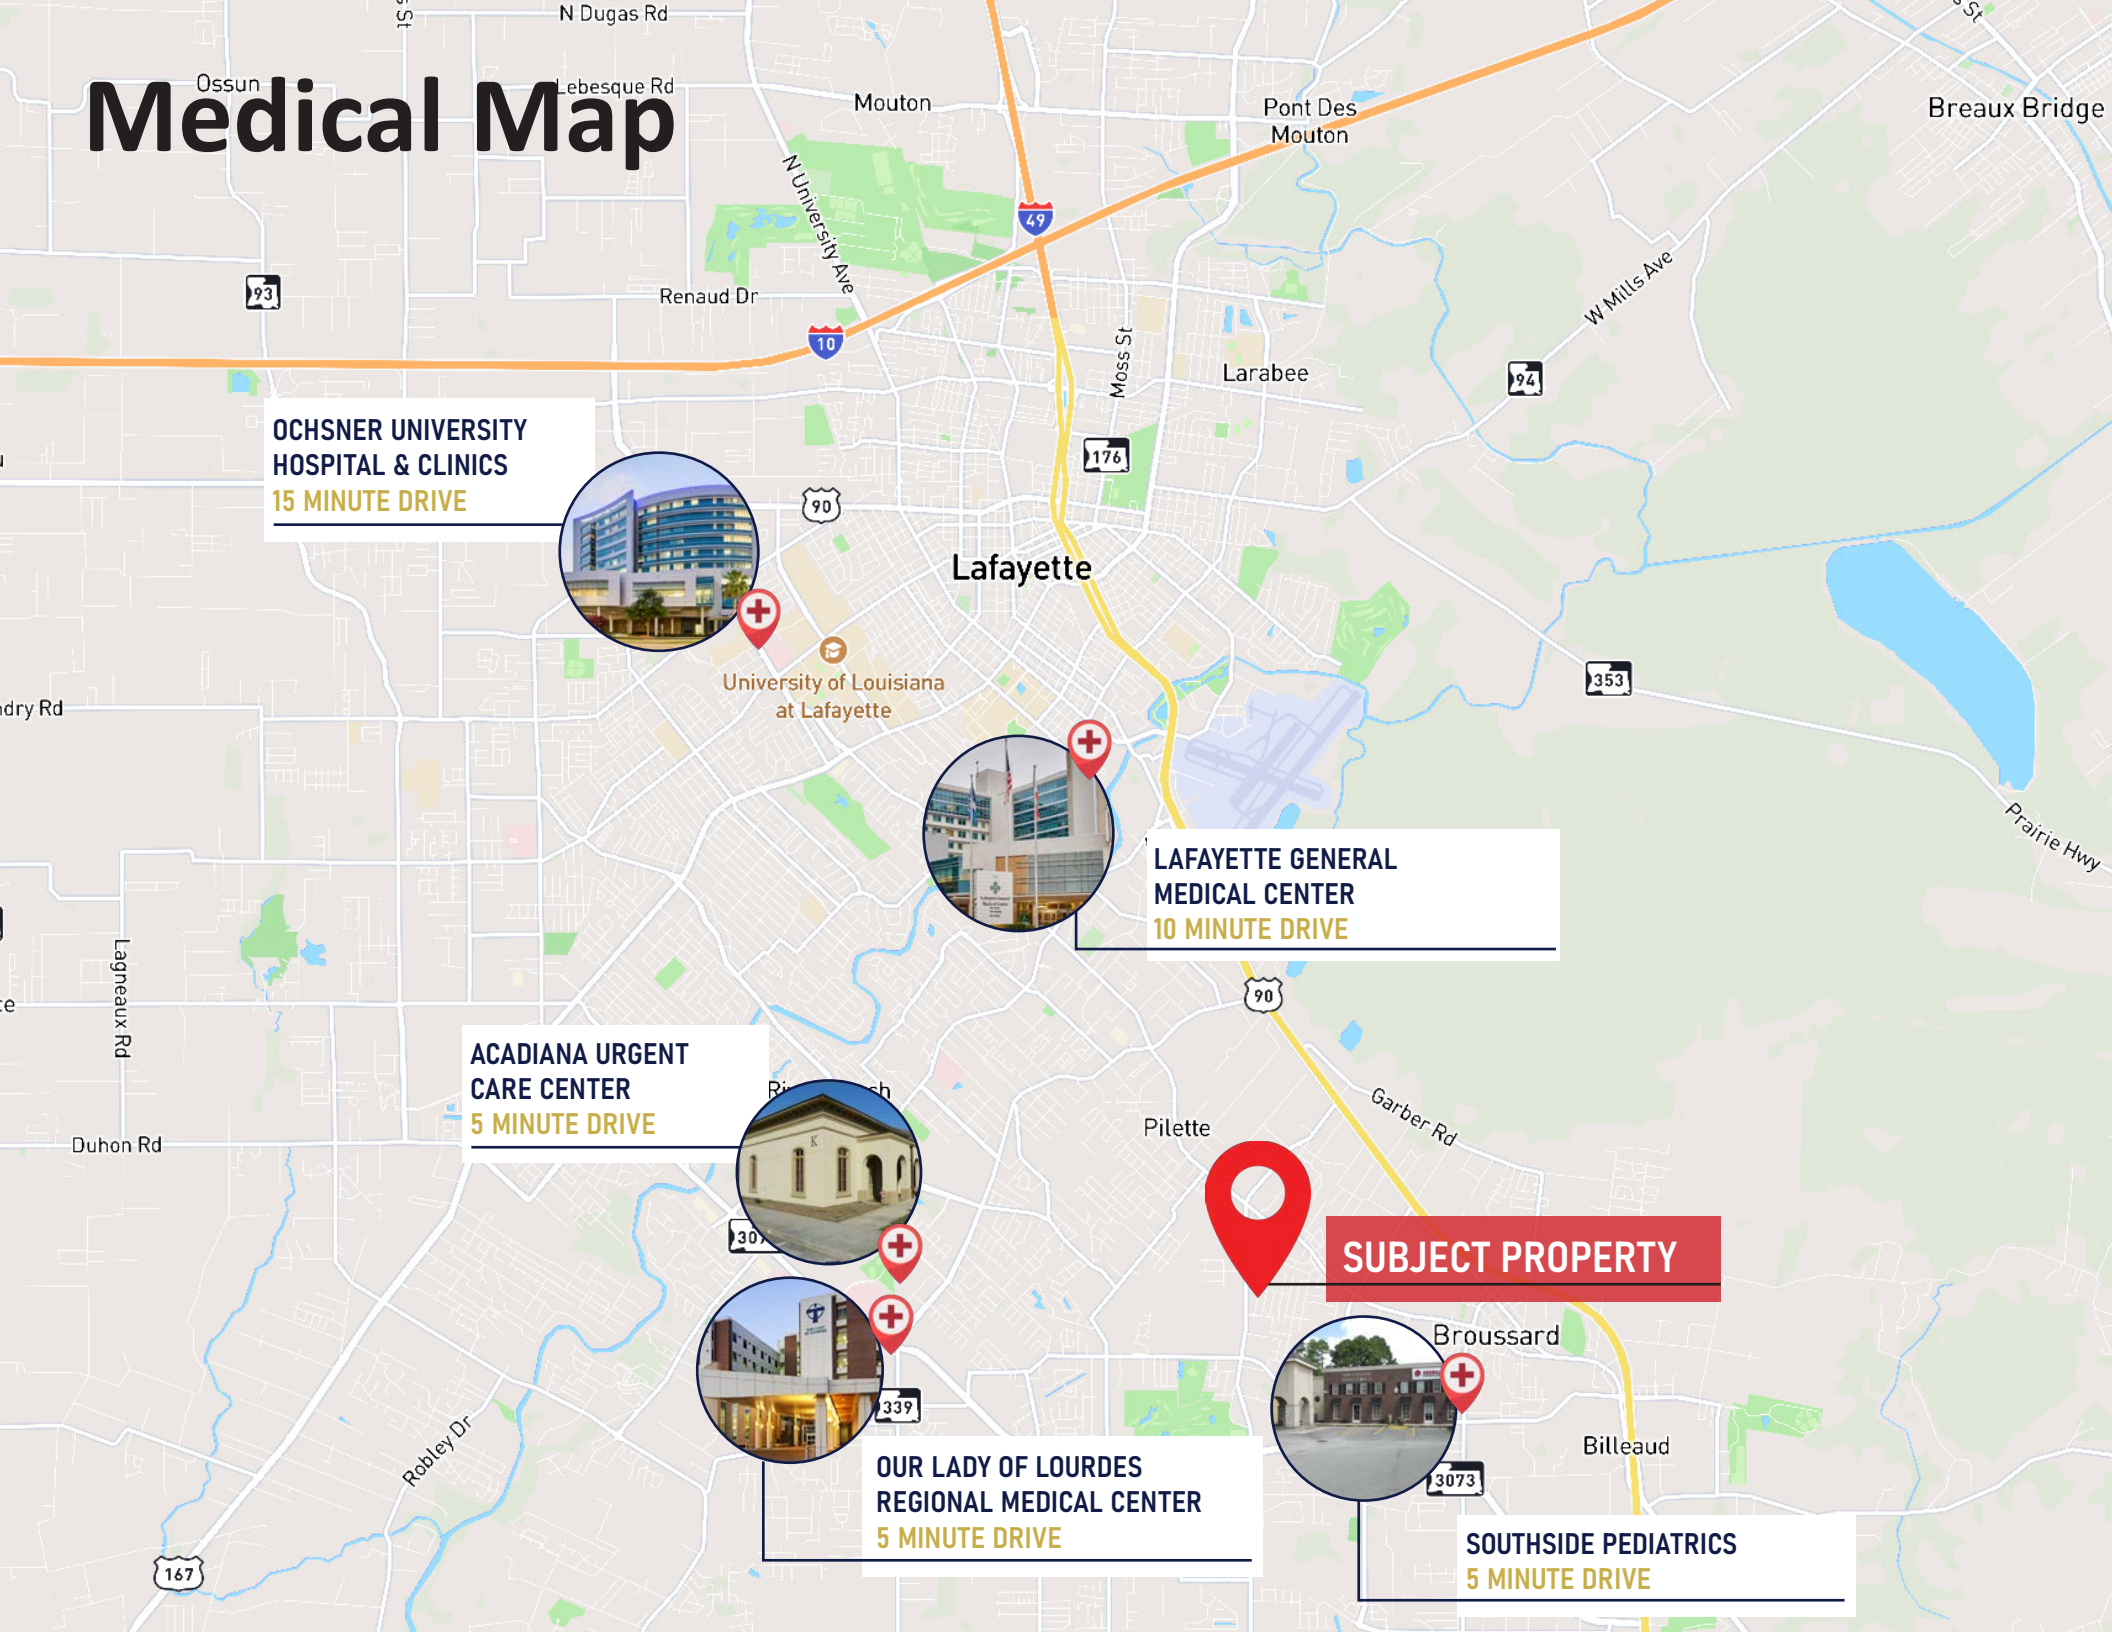 s St
N Dugas Rd
Ossun
Lebesque Rd
Medical Map
Mouton
Pont Des
Mouton
Breaux Bridge
St
N University Ave
49
93
Renaud Dr
W Mills Ave
10
Moss St
Larabee
94
OCHSNER UNIVERSITY
HOSPITAL & CLINICS
15 MINUTE DRIVE
176
90
Lafayette
University of Louisiana
at Lafayette
353
dry Rd
LAFAYETTE GENERAL
MEDICAL CENTER
10 MINUTE DRIVE
Prairie Hwy
Lagneaux Rd
90
ACADIANA URGENT
CARE CENTER
5 MINUTE DRIVE
Garber Rd
Pilette
Duhon Rd
K
SUBJECT PROPERTY
Broussard
339
Robley Dr
Billeaud
OUR LADY OF LOURDES
REGIONAL MEDICAL CENTER
5 MINUTE DRIVE
3073
SOUTHSIDE PEDIATRICS
5 MINUTE DRIVE
167